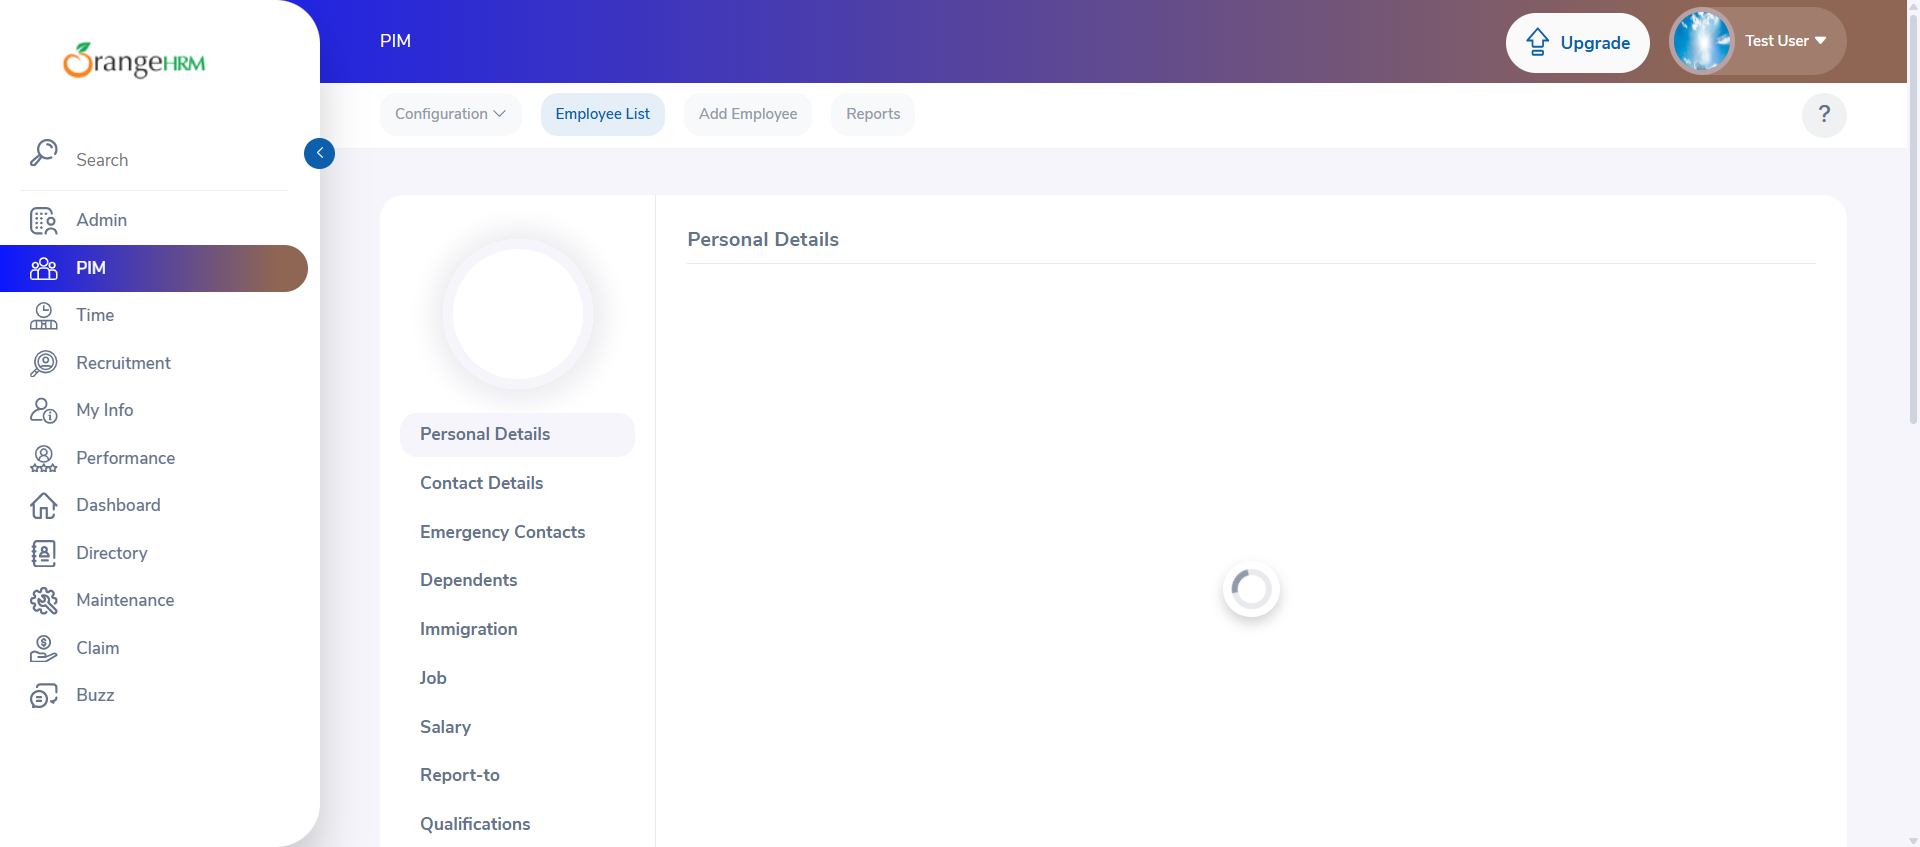 OrangeHRM
Search
Admin
PIM
Time
Recruitment
My Info
Performance
Dashboard
Directory
Maintenance
Claim
Buzz
PIM
Upgrade
Test User
Configuration
Employee List
Add Employee
Reports
?
Personal Details
Contact Details
Emergency Contacts
Dependents
Immigration
Job
Salary
Report-to
Qualifications
Personal Details